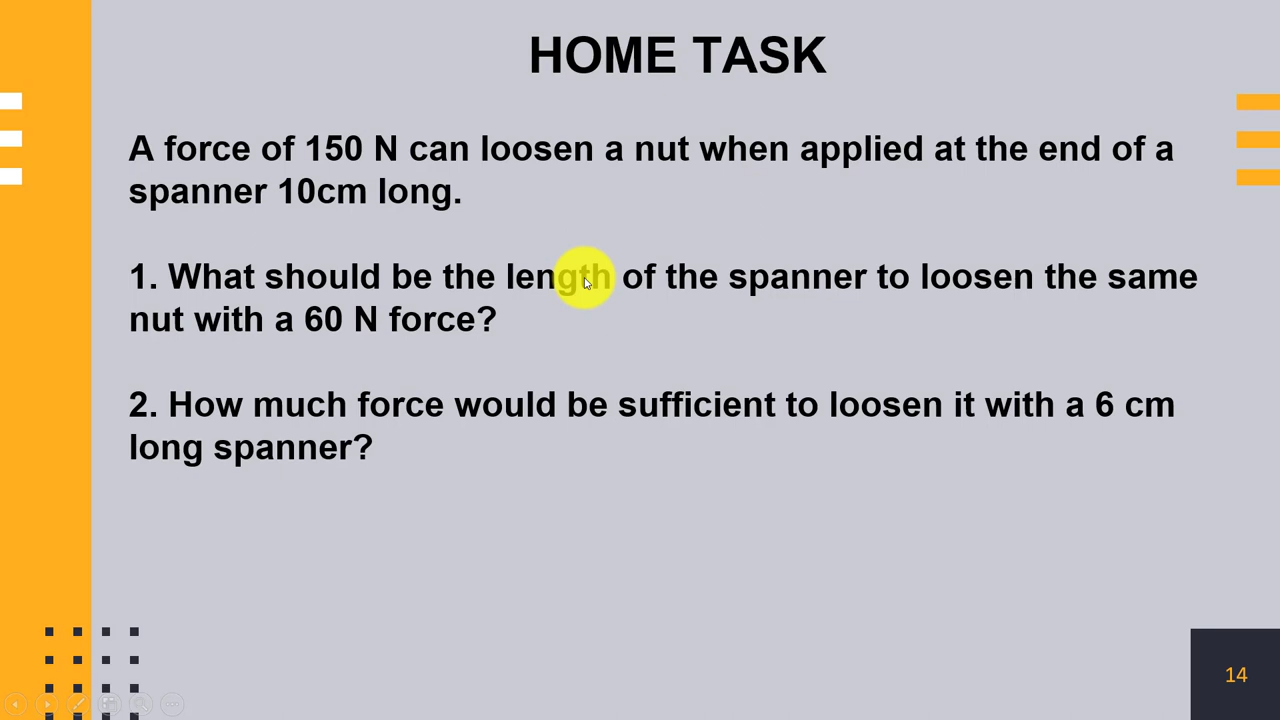 HOME TASK
A force of 150 N can loosen a nut when applied at the end of a
spanner 10cm long.
1. What should be the length of the spanner to loosen the same
nut with a 60 N force?
2. How much force would be sufficient to loosen it with a 6 cm
long spanner?
14